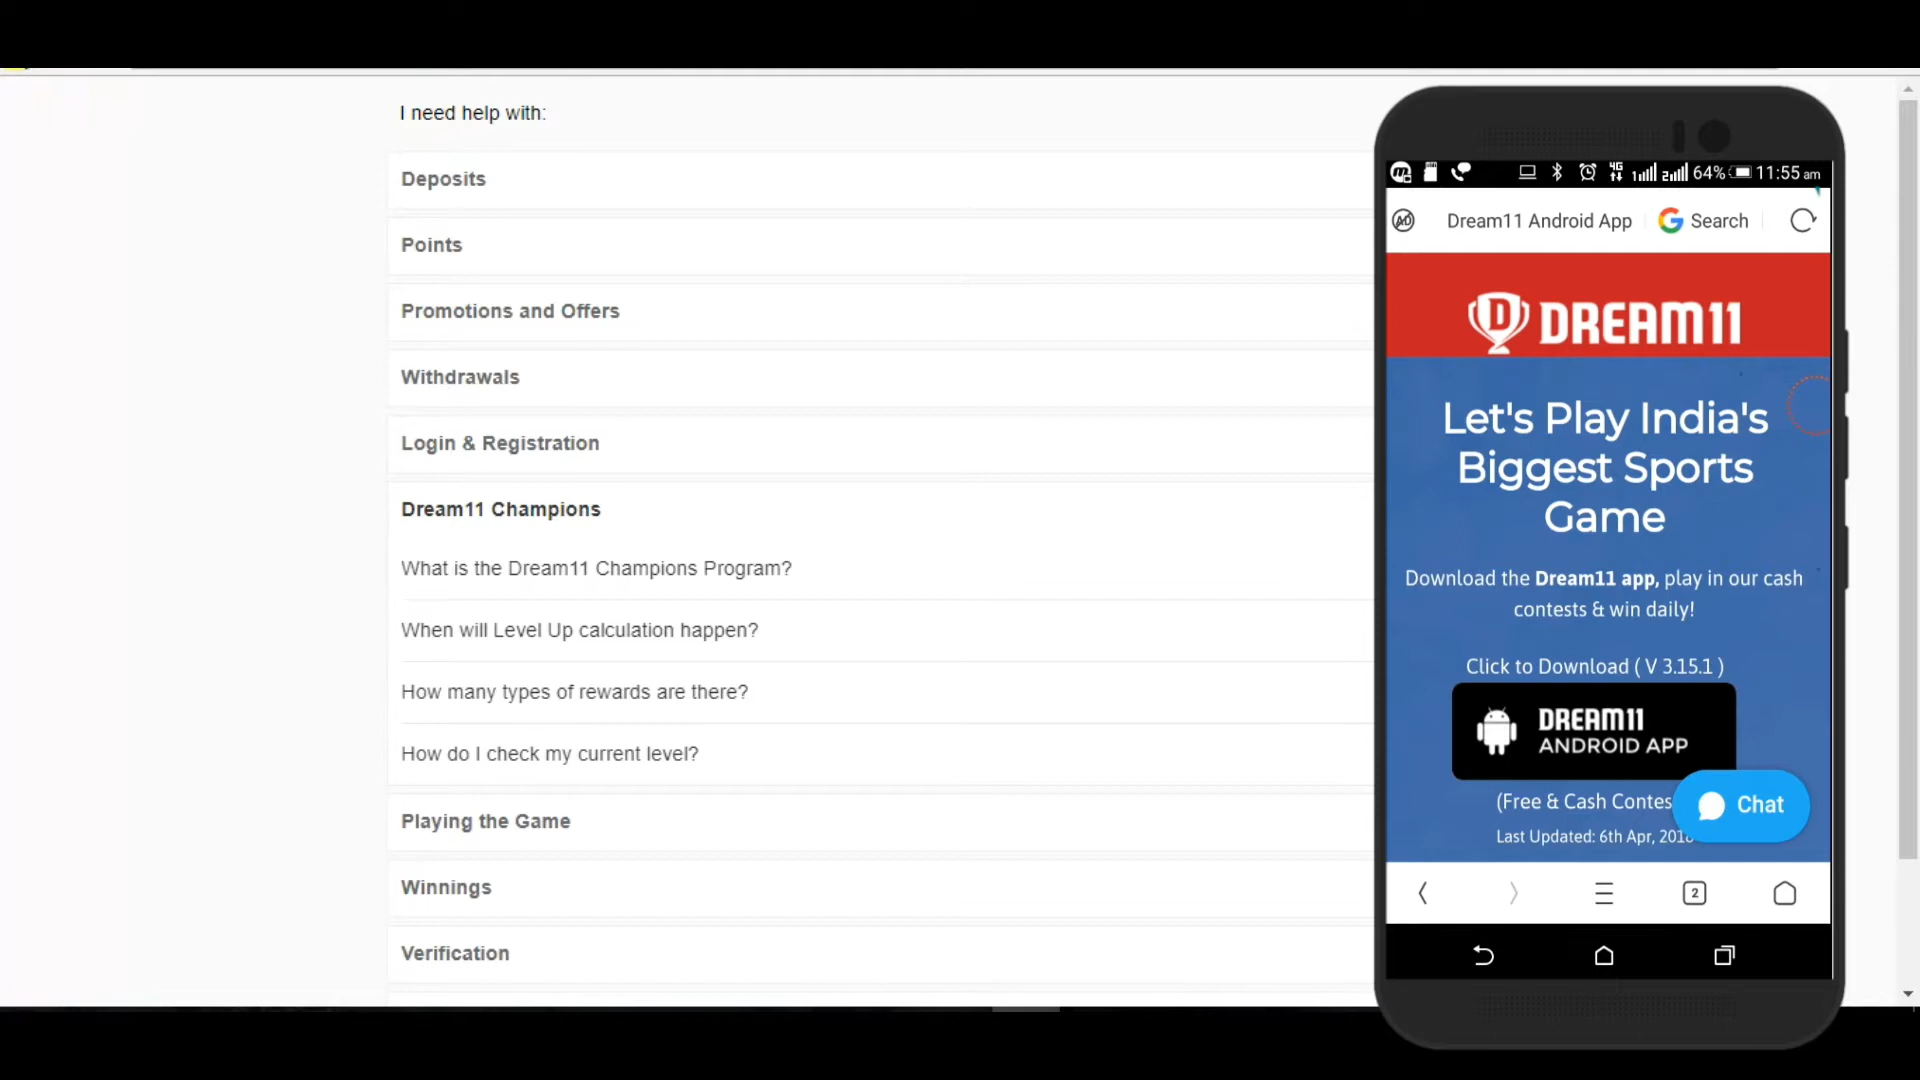 I need help with:
Deposits
Points
Promotions and Offers
Withdrawals
Login & Registration
Dream11 Champions
What is the Dream11 Champions Program?
When will Level Up calculation happen?
How many types of rewards are there?
How do I check my current level?
Playing the Game
Winnings
Verification
4G 64% 11:55 am
AD Dream11 Android App Search
D DREAM11
Let's Play India's
Biggest Sports
Game
Download the Dream11 app, play in our cash
contests & win daily!
Click to Download ( V 3.15.1 )
DREAM11
ANDROID APP
(Free & Cash Contes
Chat
Last Updated: 6th Apr, 201
2